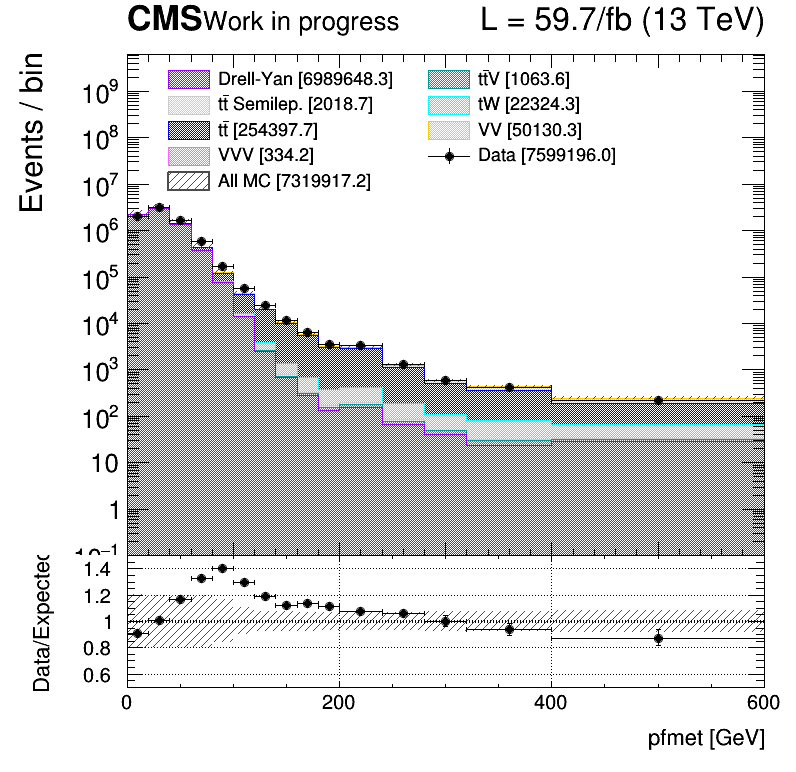 CMS Work in progress L = 59.7/fb (13 TeV)
Events / bin
Drell-Yan [6989648.3] tt̄V [1063.6]
tt̄ Semilep. [2018.7] tW [22324.3]
tt̄ [254397.7] VV [50130.3]
VVV [334.2] Data [7599196.0]
All MC [7319917.2]
10⁹
10⁸
10⁷
10⁶
10⁵
10⁴
10³
10²
10
1
10⁻¹
Data/Expected
1.4
1.2
1
0.8
0.6
0 200 400 600
pfmet [GeV]